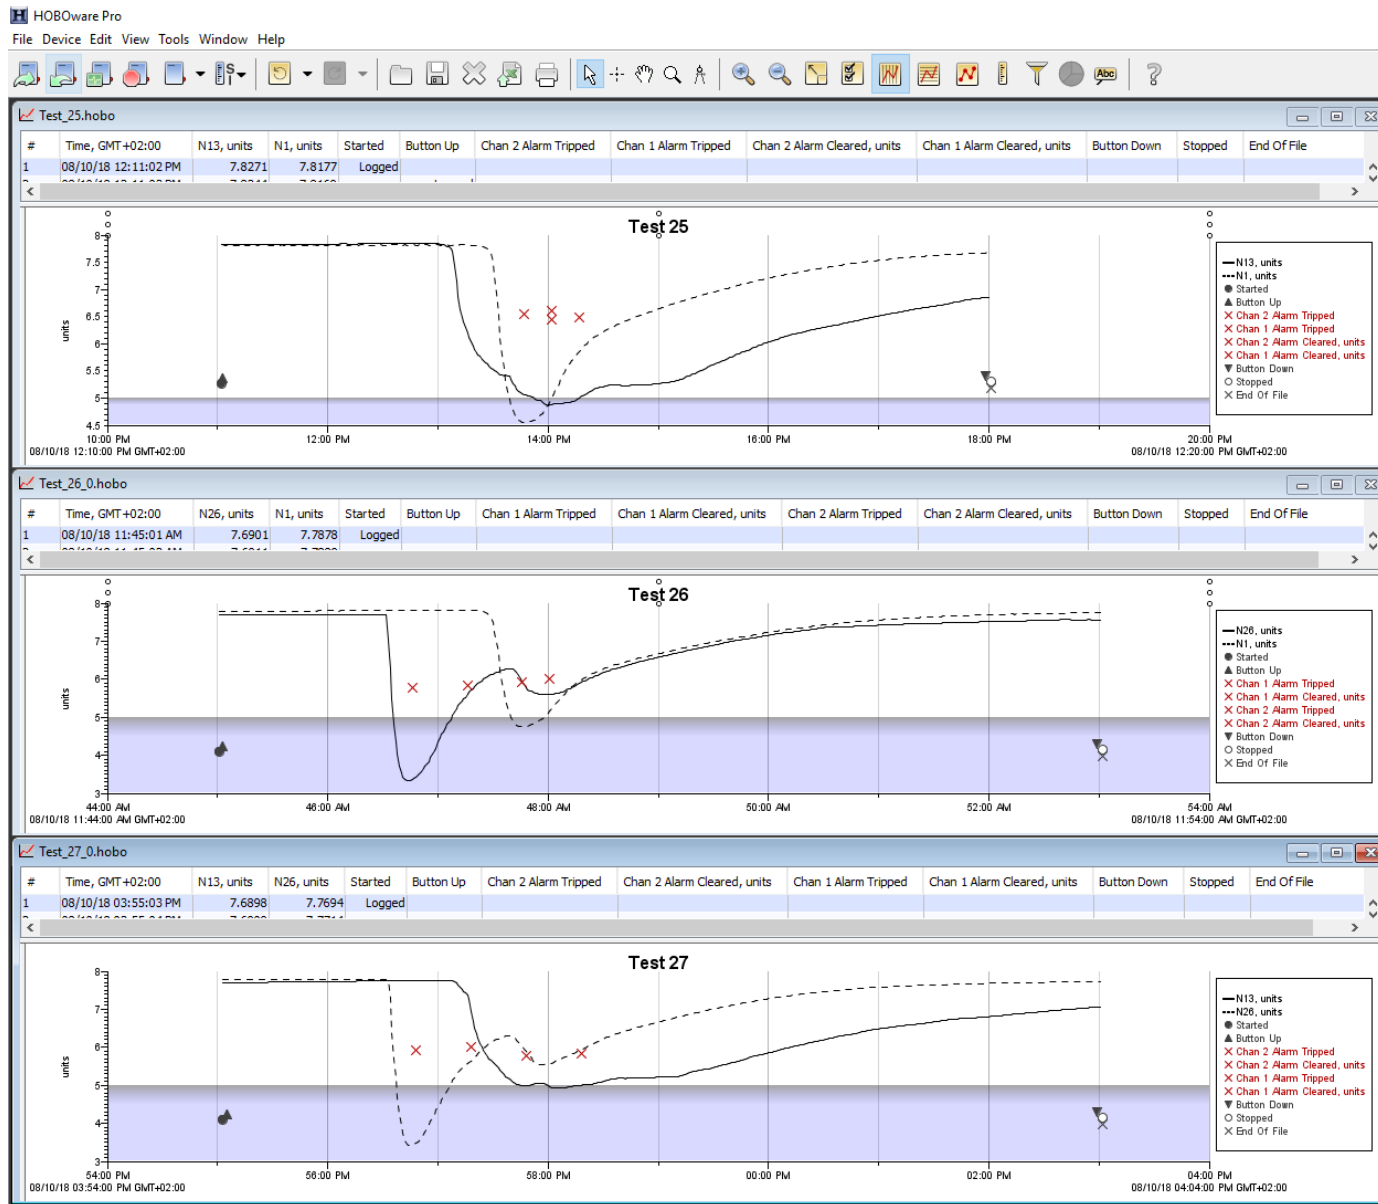 HOBOware Pro
File Device Edit View Tools Window Help
Abc
Test_25.hobo
# Time, GMT+02:00 N13, units N1, units Started Button Up Chan 2 Alarm Tripped Chan 1 Alarm Tripped Chan 2 Alarm Cleared, units Chan 1 Alarm Cleared, units Button Down Stopped End Of File
1 08/10/18 12:11:02 PM 7.8271 7.8177 Logged
Test 25
8
7.5
7
6.5
6
5.5
5
4.5
units
10:00 PM 12:00 PM 14:00 PM 16:00 PM 18:00 PM 20:00 PM
08/10/18 12:10:00 PM GMT+02:00 08/10/18 12:20:00 PM GMT+02:00
N13, units
N1, units
Started
Button Up
Chan 2 Alarm Tripped
Chan 1 Alarm Tripped
Chan 2 Alarm Cleared, units
Chan 1 Alarm Cleared, units
Button Down
Stopped
End Of File
Test_26_0.hobo
# Time, GMT+02:00 N26, units N1, units Started Button Up Chan 1 Alarm Tripped Chan 1 Alarm Cleared, units Chan 2 Alarm Tripped Chan 2 Alarm Cleared, units Button Down Stopped End Of File
1 08/10/18 11:45:01 AM 7.6901 7.7878 Logged
Test 26
8
7
6
5
4
3
units
44:00 AM 46:00 AM 48:00 AM 50:00 AM 52:00 AM 54:00 AM
08/10/18 11:44:00 AM GMT+02:00 08/10/18 11:54:00 AM GMT+02:00
N26, units
N1, units
Started
Button Up
Chan 1 Alarm Tripped
Chan 1 Alarm Cleared, units
Chan 2 Alarm Tripped
Chan 2 Alarm Cleared, units
Button Down
Stopped
End Of File
Test_27_0.hobo
# Time, GMT+02:00 N13, units N26, units Started Button Up Chan 2 Alarm Tripped Chan 2 Alarm Cleared, units Chan 1 Alarm Tripped Chan 1 Alarm Cleared, units Button Down Stopped End Of File
1 08/10/18 03:55:03 PM 7.6898 7.7694 Logged
Test 27
8
7
6
5
4
3
units
54:00 PM 56:00 PM 58:00 PM 00:00 PM 02:00 PM 04:00 PM
08/10/18 03:54:00 PM GMT+02:00 08/10/18 04:04:00 PM GMT+02:00
N13, units
N26, units
Started
Button Up
Chan 2 Alarm Tripped
Chan 2 Alarm Cleared, units
Chan 1 Alarm Tripped
Chan 1 Alarm Cleared, units
Button Down
Stopped
End Of File